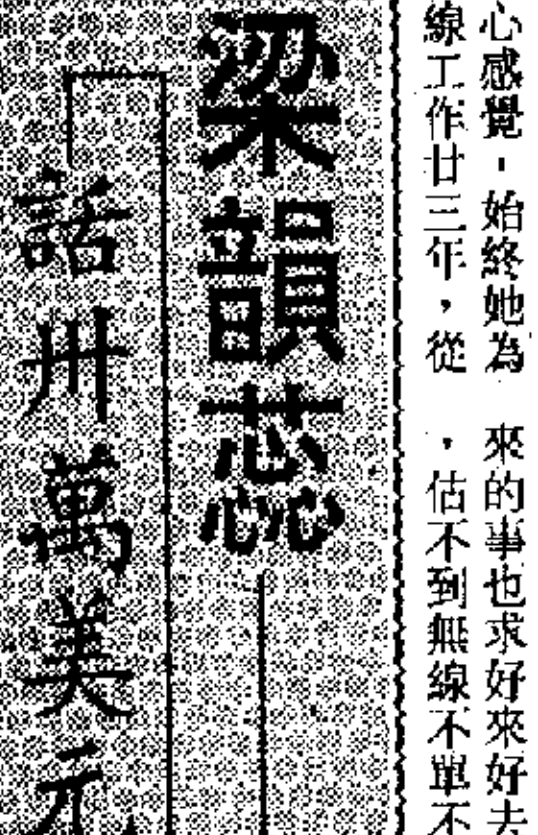 心感覺，始終她為
線工作廿三年，從
來的事也求好來好去
，估不到無線不單不
梁韻蕊
話卅萬美元